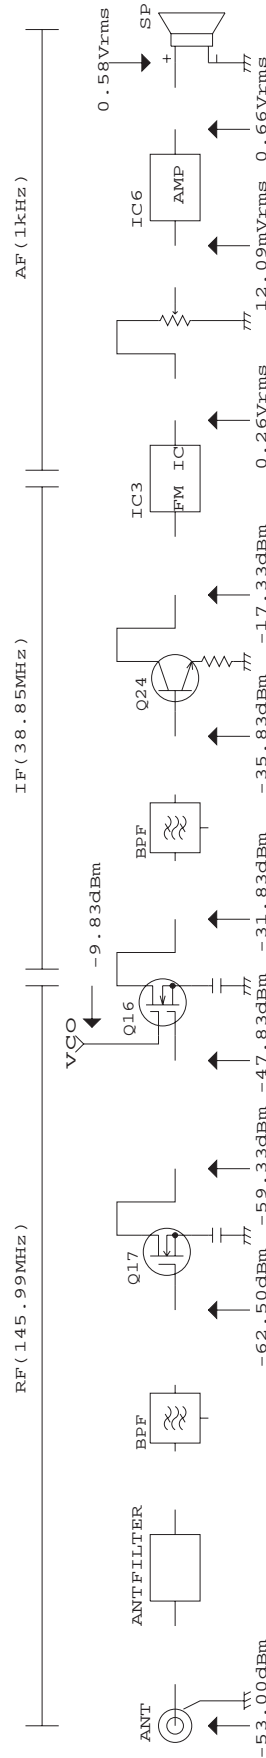 RF(145.99MHz)
IF(38.85MHz)
AF(1kHz)
VCO
-9.83dBm
0.58Vrms
ANT
ANTFILTER
BPF
Q17
Q16
BPF
Q24
IC3
FM IC
IC6
AMP
SP
+
-
-53.00dBm
-62.50dBm
-59.33dBm
-47.83dBm
-31.83dBm
-35.83dBm
-17.33dBm
0.26Vrms
12.09mVrms
0.66Vrms